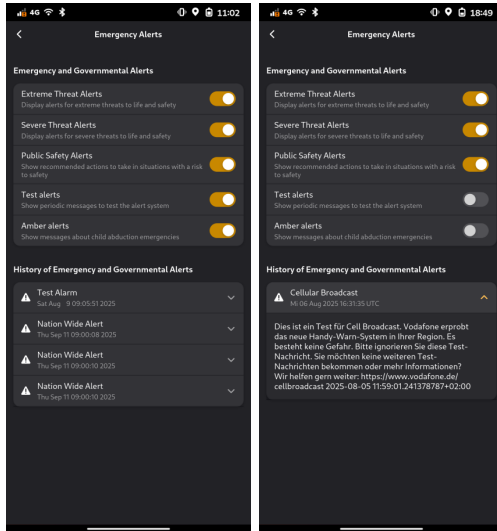 4G 11:02
Emergency Alerts
Emergency and Governmental Alerts
Extreme Threat Alerts
Display alerts for extreme threats to life and safety
Severe Threat Alerts
Display alerts for severe threats to life and safety
Public Safety Alerts
Show recommended actions to take in situations with a risk
to safety
Test alerts
Show periodic messages to test the alert system
Amber alerts
Show messages about child abduction emergencies
History of Emergency and Governmental Alerts
Test Alarm
Sat Aug 9 09:05:51 2025
Nation Wide Alert
Thu Sep 11 09:00:08 2025
Nation Wide Alert
Thu Sep 11 09:00:10 2025
Nation Wide Alert
Thu Sep 11 09:00:10 2025
4G 18:49
Emergency Alerts
Emergency and Governmental Alerts
Extreme Threat Alerts
Display alerts for extreme threats to life and safety
Severe Threat Alerts
Display alerts for severe threats to life and safety
Public Safety Alerts
Show recommended actions to take in situations with a risk
to safety
Test alerts
Show periodic messages to test the alert system
Amber alerts
Show messages about child abduction emergencies
History of Emergency and Governmental Alerts
Cellular Broadcast
Mi 06 Aug 2025 16:31:35 UTC
Dies ist ein Test für Cell Broadcast. Vodafone erprobt
das neue Handy-Warn-System in Ihrer Region. Es
besteht keine Gefahr. Bitte ignorieren Sie diese Test-
Nachricht. Sie möchten keine weiteren Test-
Nachrichten bekommen oder mehr Informationen?
Wir helfen gern weiter: https://www.vodafone.de/
cellbroadcast 2025-08-05 11:59:01.241378787+02:00